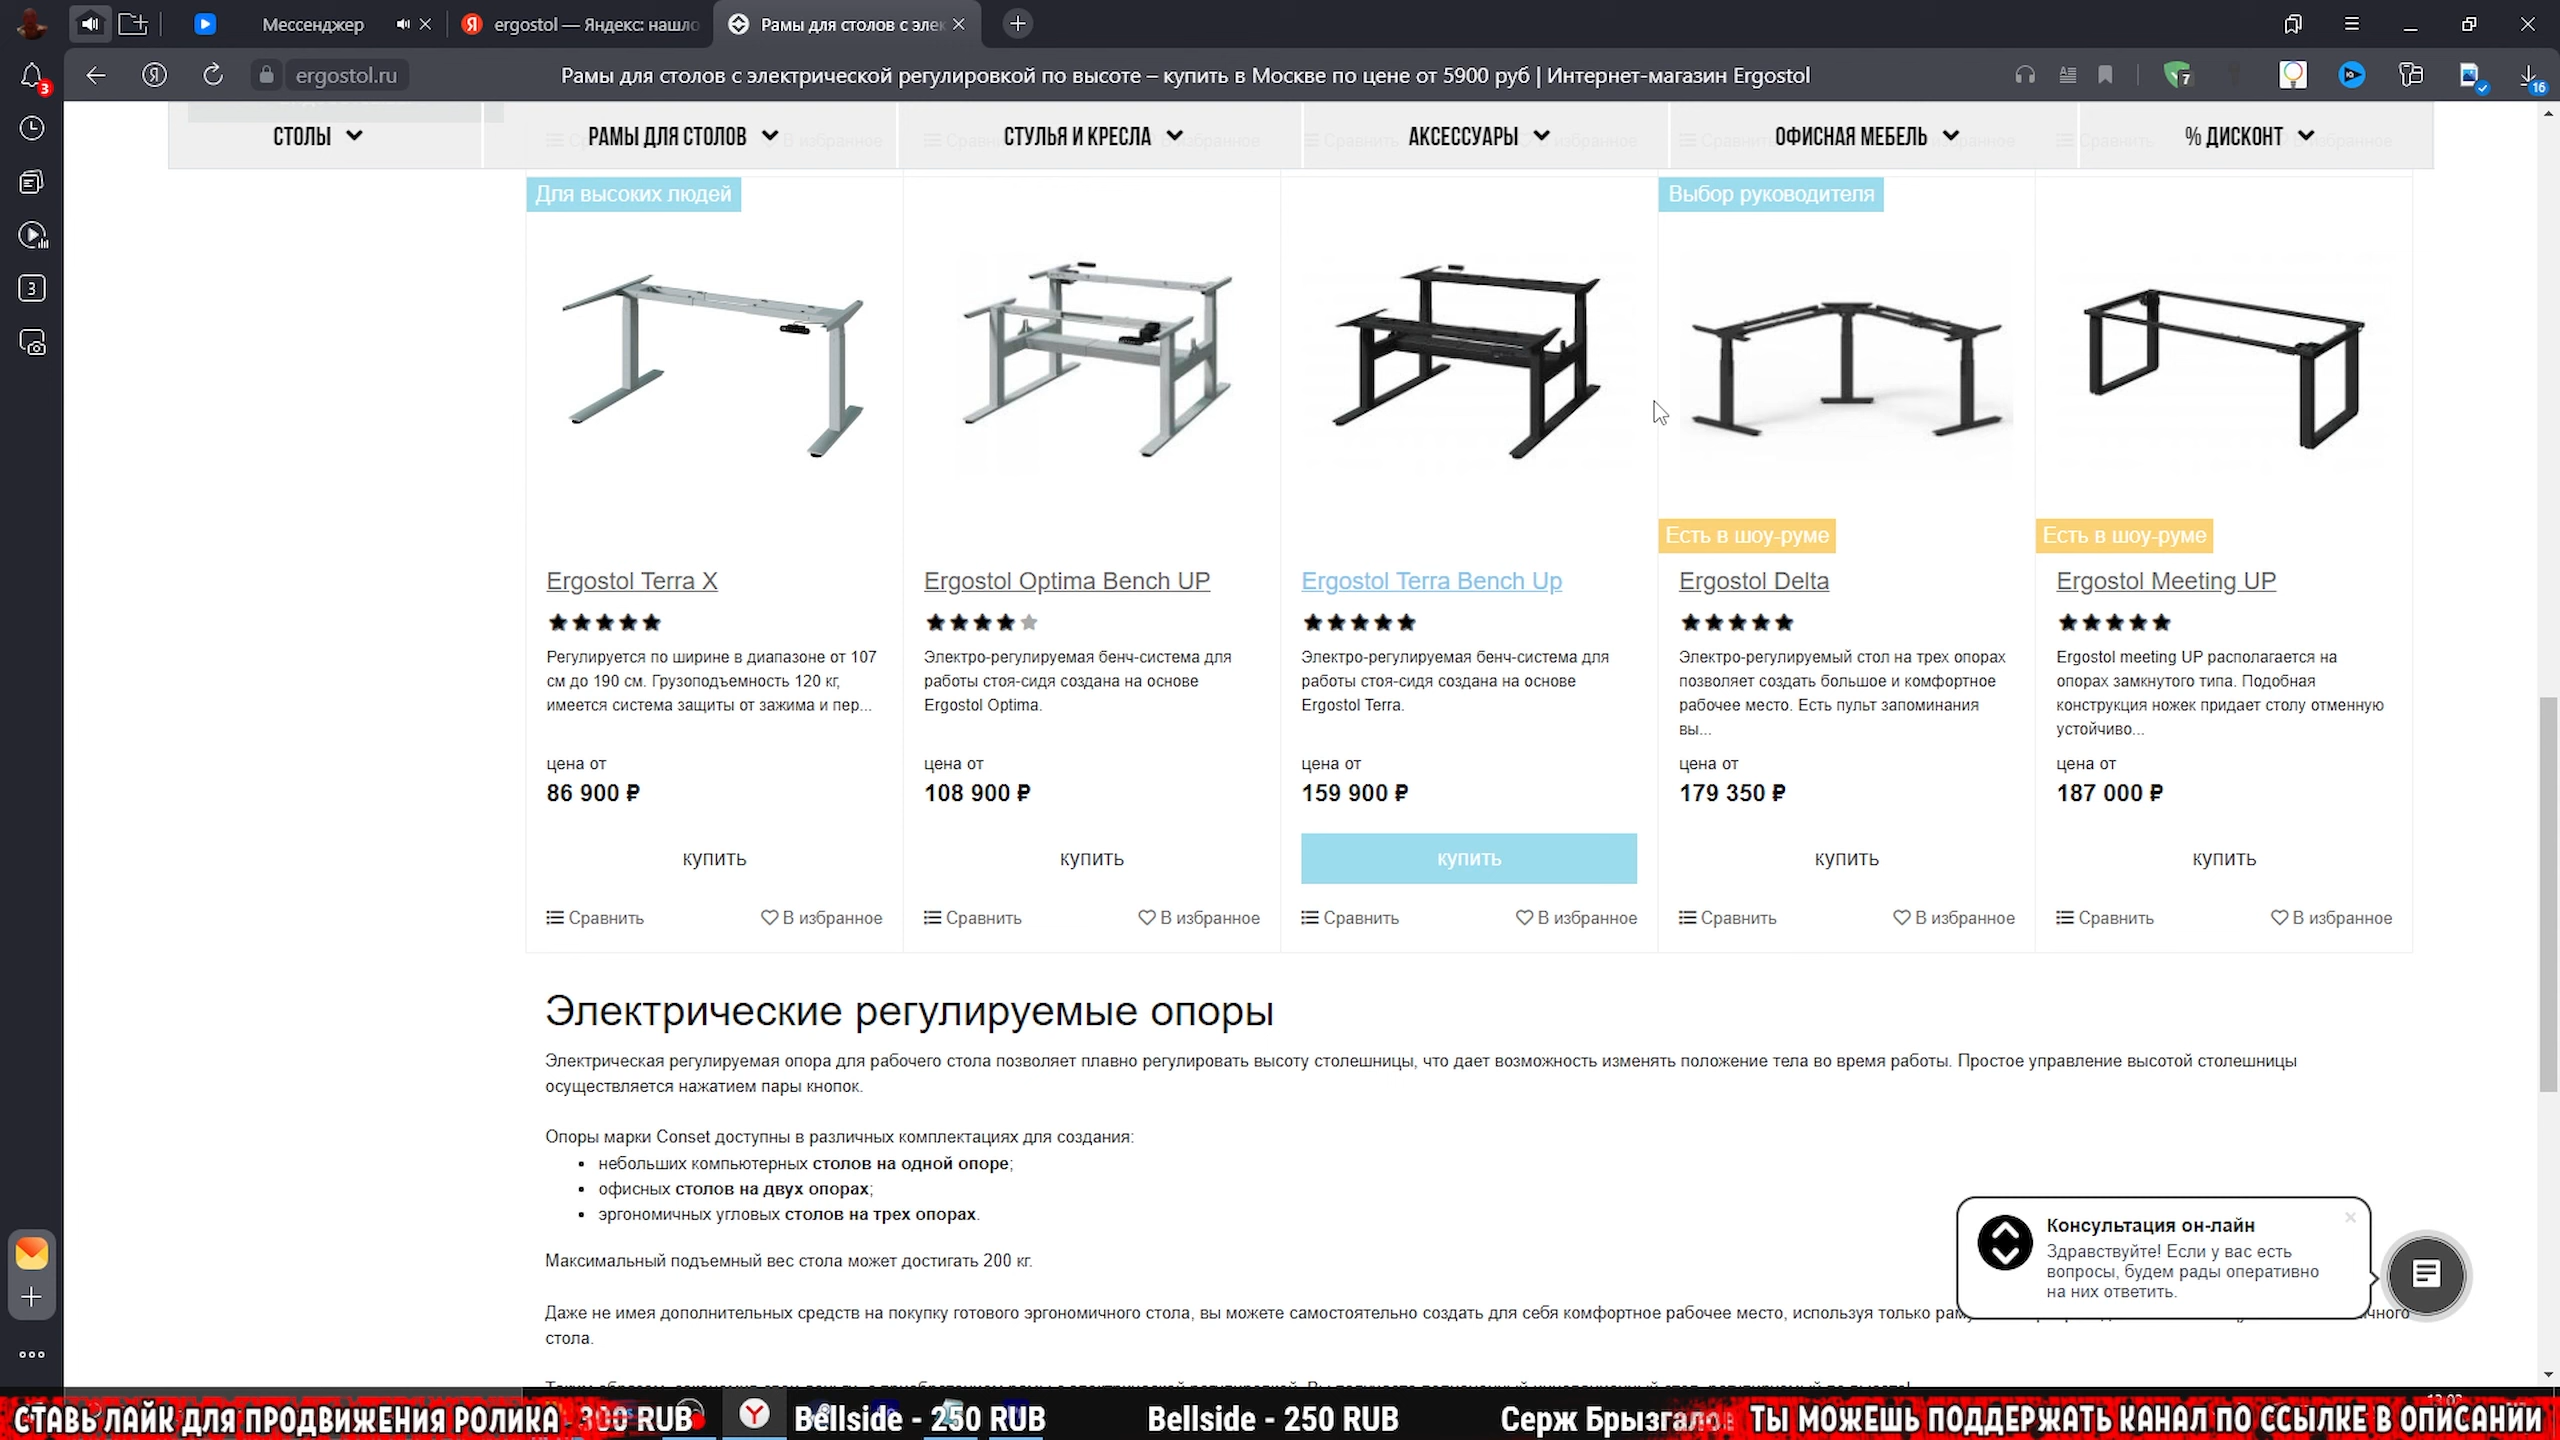 Мессенджер
ergostol — Яндекс: нашло
Рамы для столов с элек
3
ergostol.ru
Рамы для столов с электрической регулировкой по высоте – купить в Москве по цене от 5900 руб | Интернет-магазин Ergostol
7
16
3
СТОЛЫ
РАМЫ ДЛЯ СТОЛОВ
СТУЛЬЯ И КРЕСЛА
АКСЕССУАРЫ
ОФИСНАЯ МЕБЕЛЬ
% ДИСКОНТ
Для высоких людей
Выбор руководителя
Есть в шоу-руме
Есть в шоу-руме
Ergostol Terra X
Регулируется по ширине в диапазоне от 107
см до 190 см. Грузоподъемность 120 кг,
имеется система защиты от зажима и пер...
цена от
86 900 ₽
купить
Сравнить
В избранное
Ergostol Optima Bench UP
Электро-регулируемая бенч-система для
работы стоя-сидя создана на основе
Ergostol Optima.
цена от
108 900 ₽
купить
Сравнить
В избранное
Ergostol Terra Bench Up
Электро-регулируемая бенч-система для
работы стоя-сидя создана на основе
Ergostol Terra.
цена от
159 900 ₽
купить
Сравнить
В избранное
Ergostol Delta
Электро-регулируемый стол на трех опорах
позволяет создать большое и комфортное
рабочее место. Есть пульт запоминания
вы...
цена от
179 350 ₽
купить
Сравнить
В избранное
Ergostol Meeting UP
Ergostol meeting UP располагается на
опорах замкнутого типа. Подобная
конструкция ножек придает столу отменную
устойчиво...
цена от
187 000 ₽
купить
Сравнить
В избранное
Электрические регулируемые опоры
Электрическая регулируемая опора для рабочего стола позволяет плавно регулировать высоту столешницы, что дает возможность изменять положение тела во время работы. Простое управление высотой столешницы
осуществляется нажатием пары кнопок.
Опоры марки Conset доступны в различных комплектациях для создания:
• небольших компьютерных столов на одной опоре;
• офисных столов на двух опорах;
• эргономичных угловых столов на трех опорах.
Максимальный подъемный вес стола может достигать 200 кг.
Даже не имея дополнительных средств на покупку готового эргономичного стола, вы можете самостоятельно создать для себя комфортное рабочее место, используя только
стола.
Консультация он-лайн
Здравствуйте! Если у вас есть
вопросы, будем рады оперативно
на них ответить.
СТАВЬ ЛАЙК ДЛЯ ПРОДВИЖЕНИЯ РОЛИКА
300 RUB
Bellside - 250 RUB
Bellside - 250 RUB
Серж Брызгалов
ТЫ МОЖЕШЬ ПОДДЕРЖАТЬ КАНАЛ ПО ССЫЛКЕ В ОПИСАНИИ